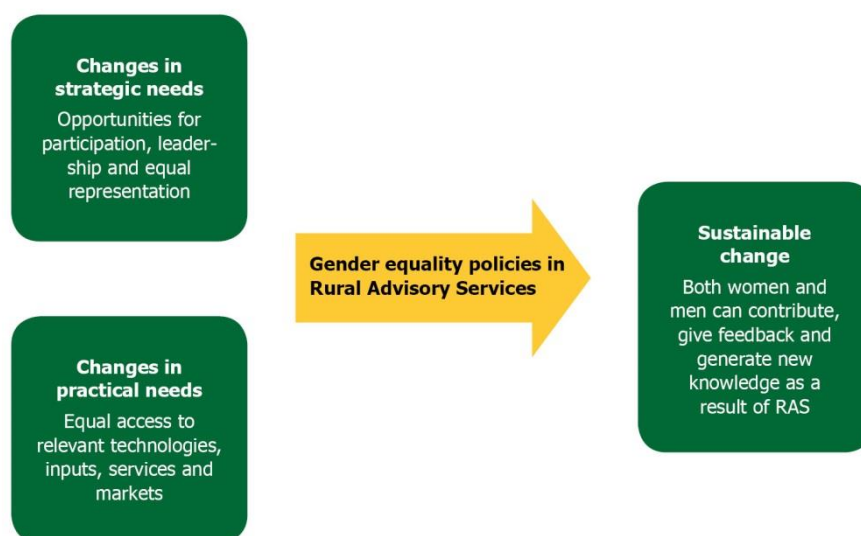 Changes in
strategic needs
Opportunities for
participation, leader-
ship and equal
representation
Gender equality policies in
Rural Advisory Services
Sustainable
change
Both women and
men can contribute,
give feedback and
generate new
knowledge as a
result of RAS
Changes in
practical needs
Equal access to
relevant technologies,
inputs, services and
markets